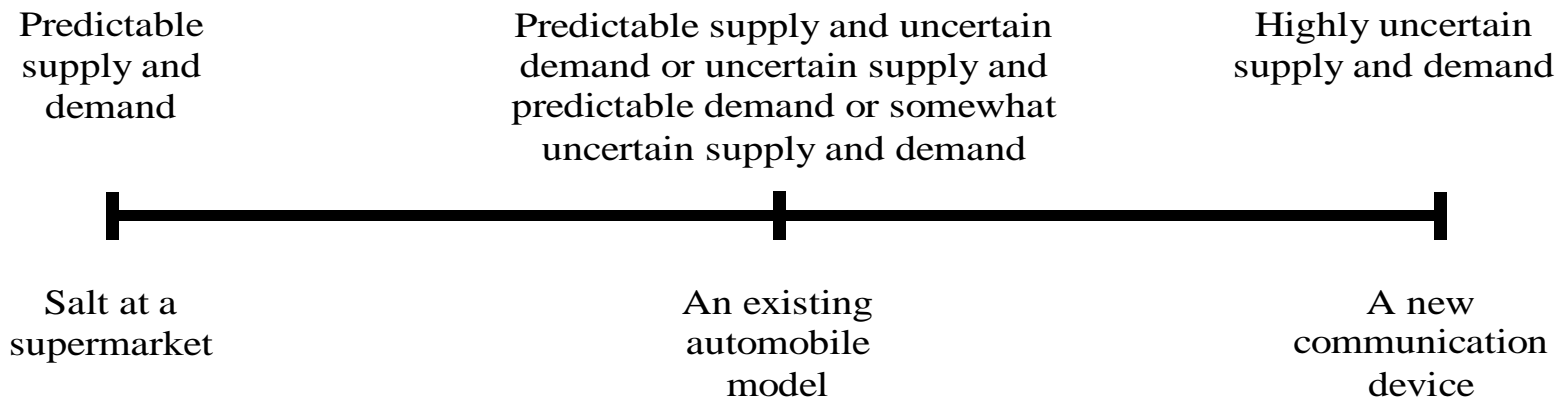 Predictable
supply and
demand
Predictable supply and uncertain
demand or uncertain supply and
predictable demand or somewhat
uncertain supply and demand
Highly uncertain
supply and demand
Salt at a
supermarket
An existing
automobile
model
A new
communication
device